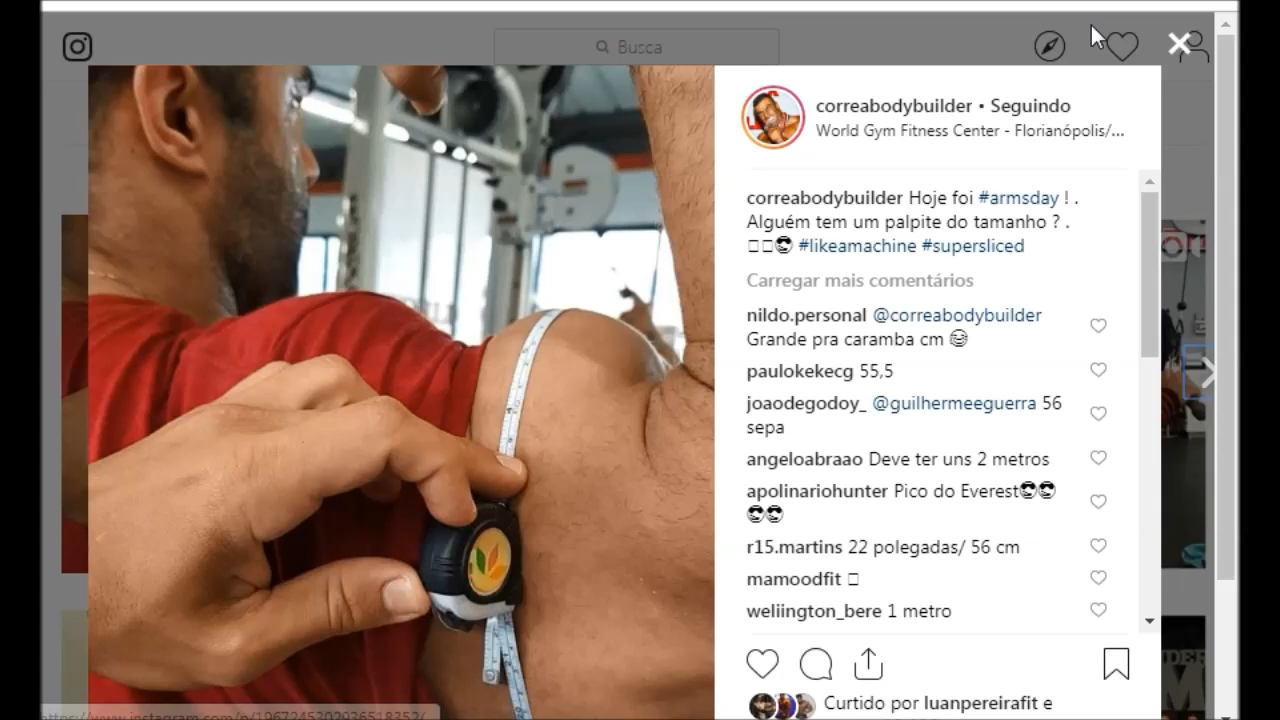 Busca
correabodybuilder • Seguindo
World Gym Fitness Center - Florianópolis/...
correabodybuilder Hoje foi #armsday ! .
Alguém tem um palpite do tamanho ? .
#likeamachine #supersliced
Carregar mais comentários
nildo.personal @correabodybuilder
Grande pra caramba cm
paulokekecg 55,5
joaodegodoy_ @guilhermeeguerra 56
sepa
angeloabraao Deve ter uns 2 metros
apolinariohunter Pico do Everest
r15.martins 22 polegadas/ 56 cm
mamoodfit
weliington_bere 1 metro
Curtido por luanpereirafit e